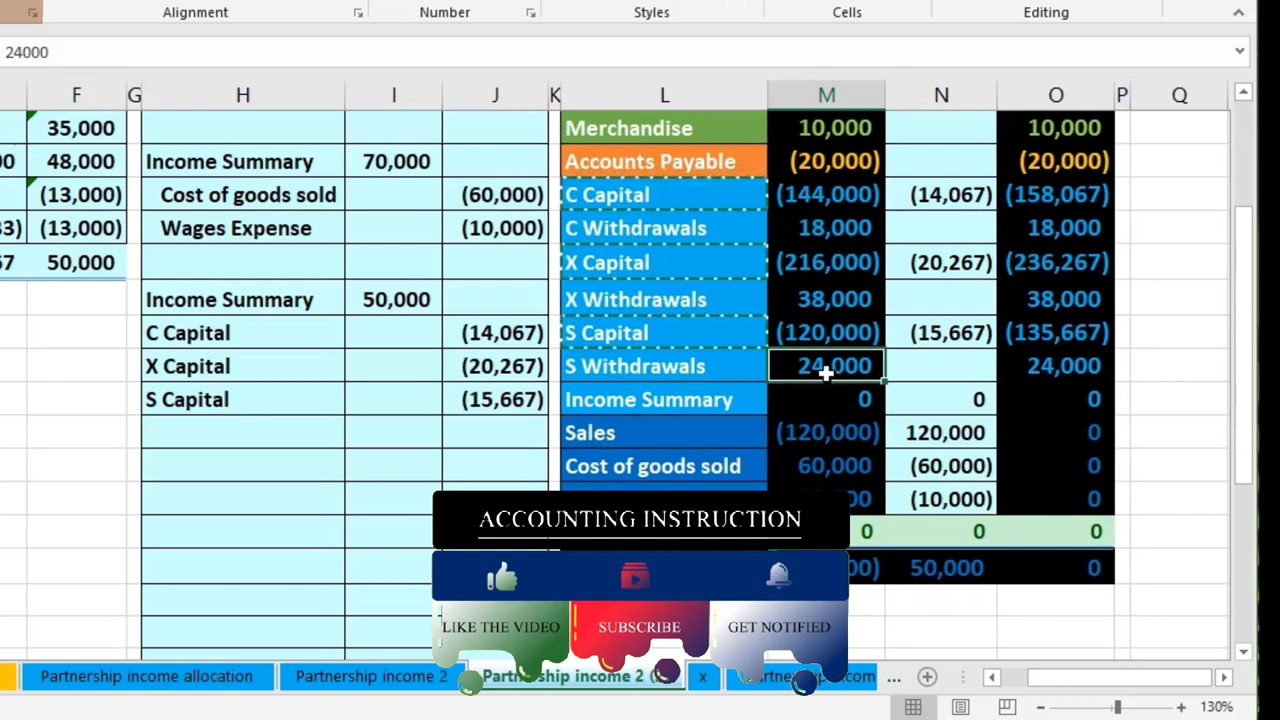 Alignment Number Styles Cells Editing
24000
F G H I J K L M N O P Q
35,000 Merchandise 10,000 10,000
48,000 Income Summary 70,000 Accounts Payable (20,000) (20,000)
(13,000) Cost of goods sold (60,000) C Capital (144,000) (14,067) (158,067)
(13,000) Wages Expense (10,000) C Withdrawals 18,000 18,000
50,000 X Capital (216,000) (20,267) (236,267)
Income Summary 50,000 X Withdrawals 38,000 38,000
C Capital (14,067) S Capital (120,000) (15,667) (135,667)
X Capital (20,267) S Withdrawals 24,000 24,000
S Capital (15,667) Income Summary 0 0 0
Sales (120,000) 120,000 0
Cost of goods sold 60,000 (60,000) 0
(10,000) 0
ACCOUNTING INSTRUCTION
0 0 0
50,000 0
LIKE THE VIDEO SUBSCRIBE GET NOTIFIED
Partnership income allocation Partnership income 2 Partnership income 2 x ...
130%